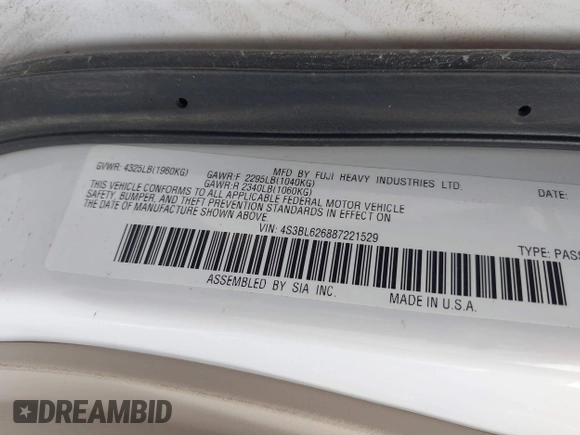 MFD BY FUJI HEAVY INDUSTRIES LTD. DATE:
GVWR: 4325LB(1960KG) GAWR:F 2295LB(1040KG)
GAWR:R 2340LB(1060KG)
THIS VEHICLE CONFORMS TO ALL APPLICABLE FEDERAL MOTOR VEHICLE
SAFETY, BUMPER, AND THEFT PREVENTION STANDARDS IN EFFECT ON
THE DATE OF MANUFACTURE SHOWN ABOVE.
VIN: 4S3BL626887221529 TYPE: PASS
ASSEMBLED BY SIA INC. MADE IN U.S.A.
DREAMBID